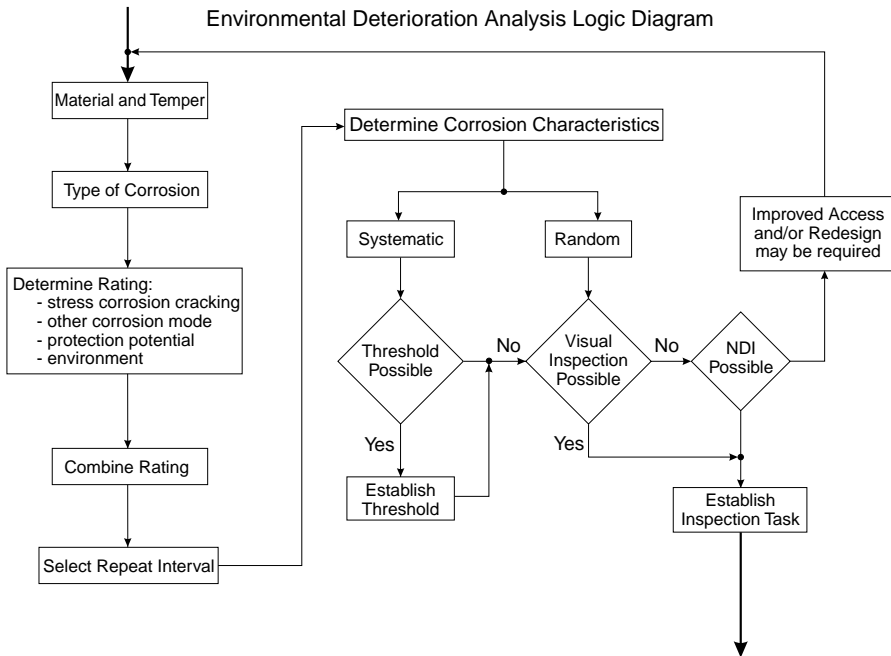 Environmental Deterioration Analysis Logic Diagram
Material and Temper
Type of Corrosion
Determine Rating:
- stress corrosion cracking
- other corrosion mode
- protection potential
- environment
Combine Rating
Select Repeat Interval
Determine Corrosion Characteristics
Systematic
Random
Threshold
Possible
No
Yes
Establish
Threshold
Visual
Inspection
Possible
No
Yes
NDI
Possible
Improved Access
and/or Redesign
may be required
Establish
Inspection Task